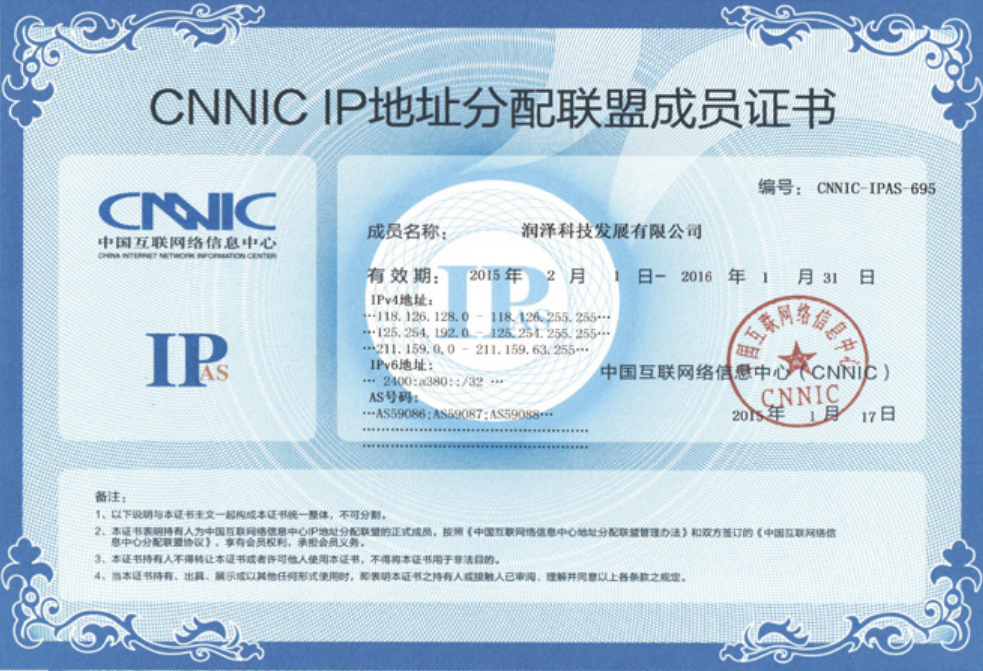 CNNIC IP地址分配联盟成员证书
编号： CNNIC-IPAS-695
CNNIC
中国互联网络信息中心
CHINA INTERNET NETWORK INFORMATION CENTER
IPAS
成员名称： 润泽科技发展有限公司
有效期： 2015 年 2 月 1 日- 2016 年 1 月 31 日
IPv4地址：
…118.126.128.0 - 118.126.255.255…
…125.254.192.0 - 125.254.255.255…
…211.159.0.0 - 211.159.63.255…
IPv6地址：
… 2400:a380::/32 …
AS号码：
…AS59086;AS59087;AS59088…
IPAS
中国互联网络信息中心（CNNIC）
2015年 1月 17日
中国互联网络信息中心
CNNIC
备注：
1、以下说明与本证书主文一起构成本证书统一整体，不可分割。
2、本证书表明持有人为中国互联网络信息中心IP地址分配联盟的正式成员，按照《中国互联网络信息中心地址分配联盟管理办法》和双方签订的《中国互联网络信
息中心分配联盟协议》，享有会员权利，承担会员义务。
3、本证书持有人不得转让本证书或者许可他人使用本证书，不得将本证书用于非法目的。
4、当本证书持有、出具、展示或以其他任何形式使用时，即表明本证书之持有人或接触人已审阅、理解并同意以上各条款之规定。